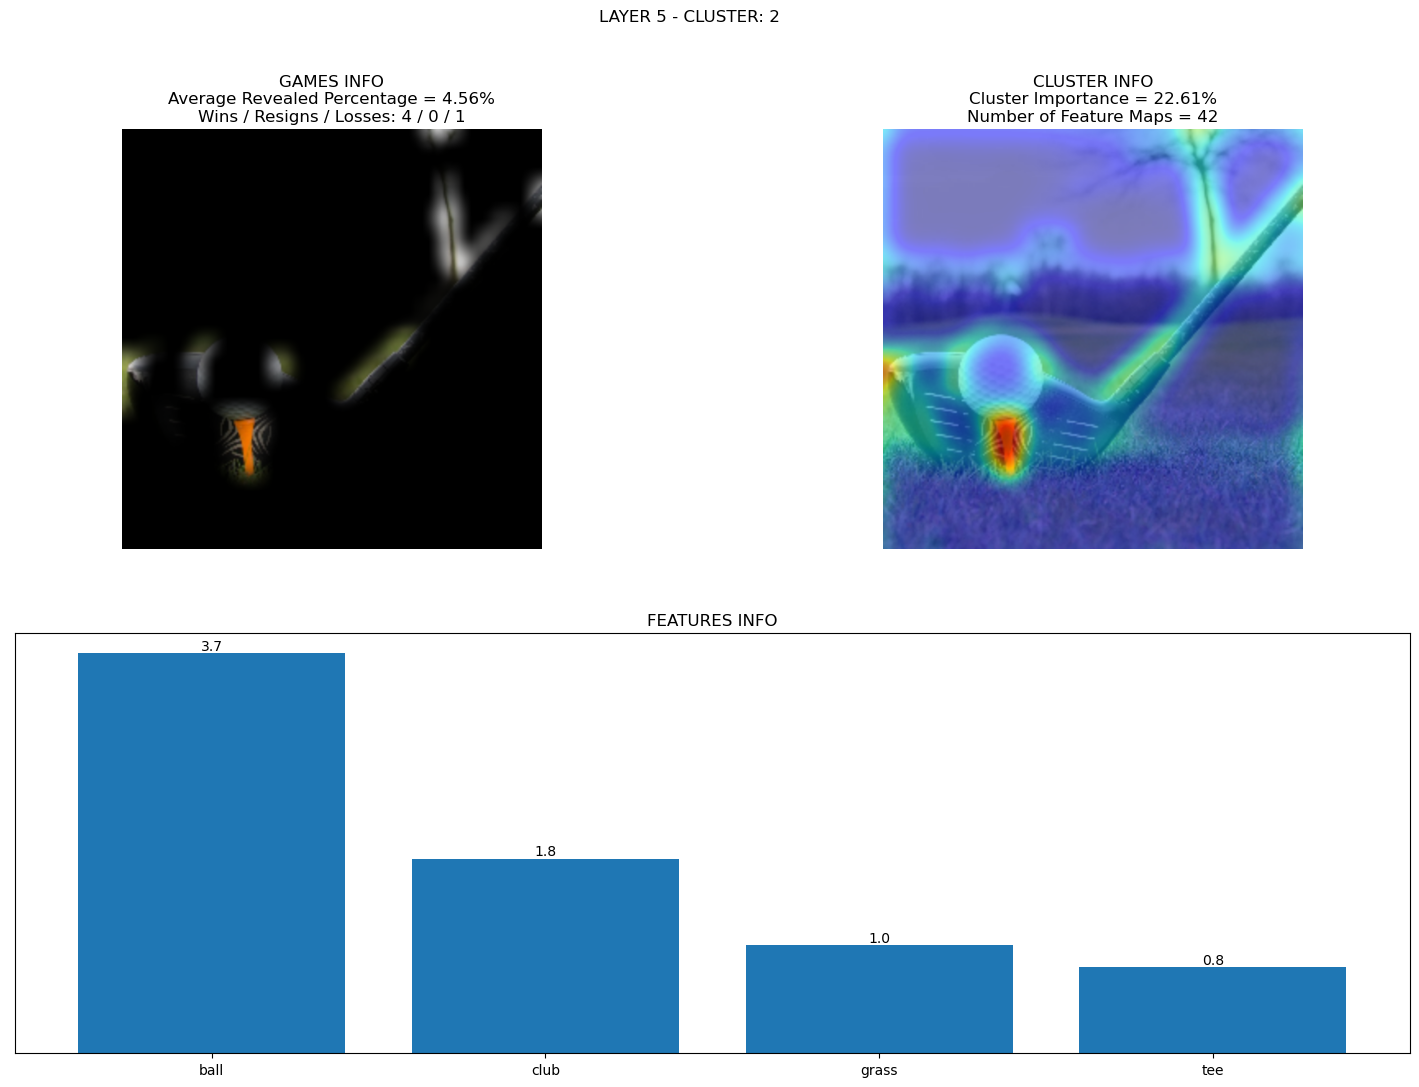 LAYER 5 - CLUSTER: 2
GAMES INFO
Average Revealed Percentage = 4.56%
Wins / Resigns / Losses: 4 / 0 / 1
CLUSTER INFO
Cluster Importance = 22.61%
Number of Feature Maps = 42
FEATURES INFO
3.7
1.8
1.0
0.8
ball
club
grass
tee